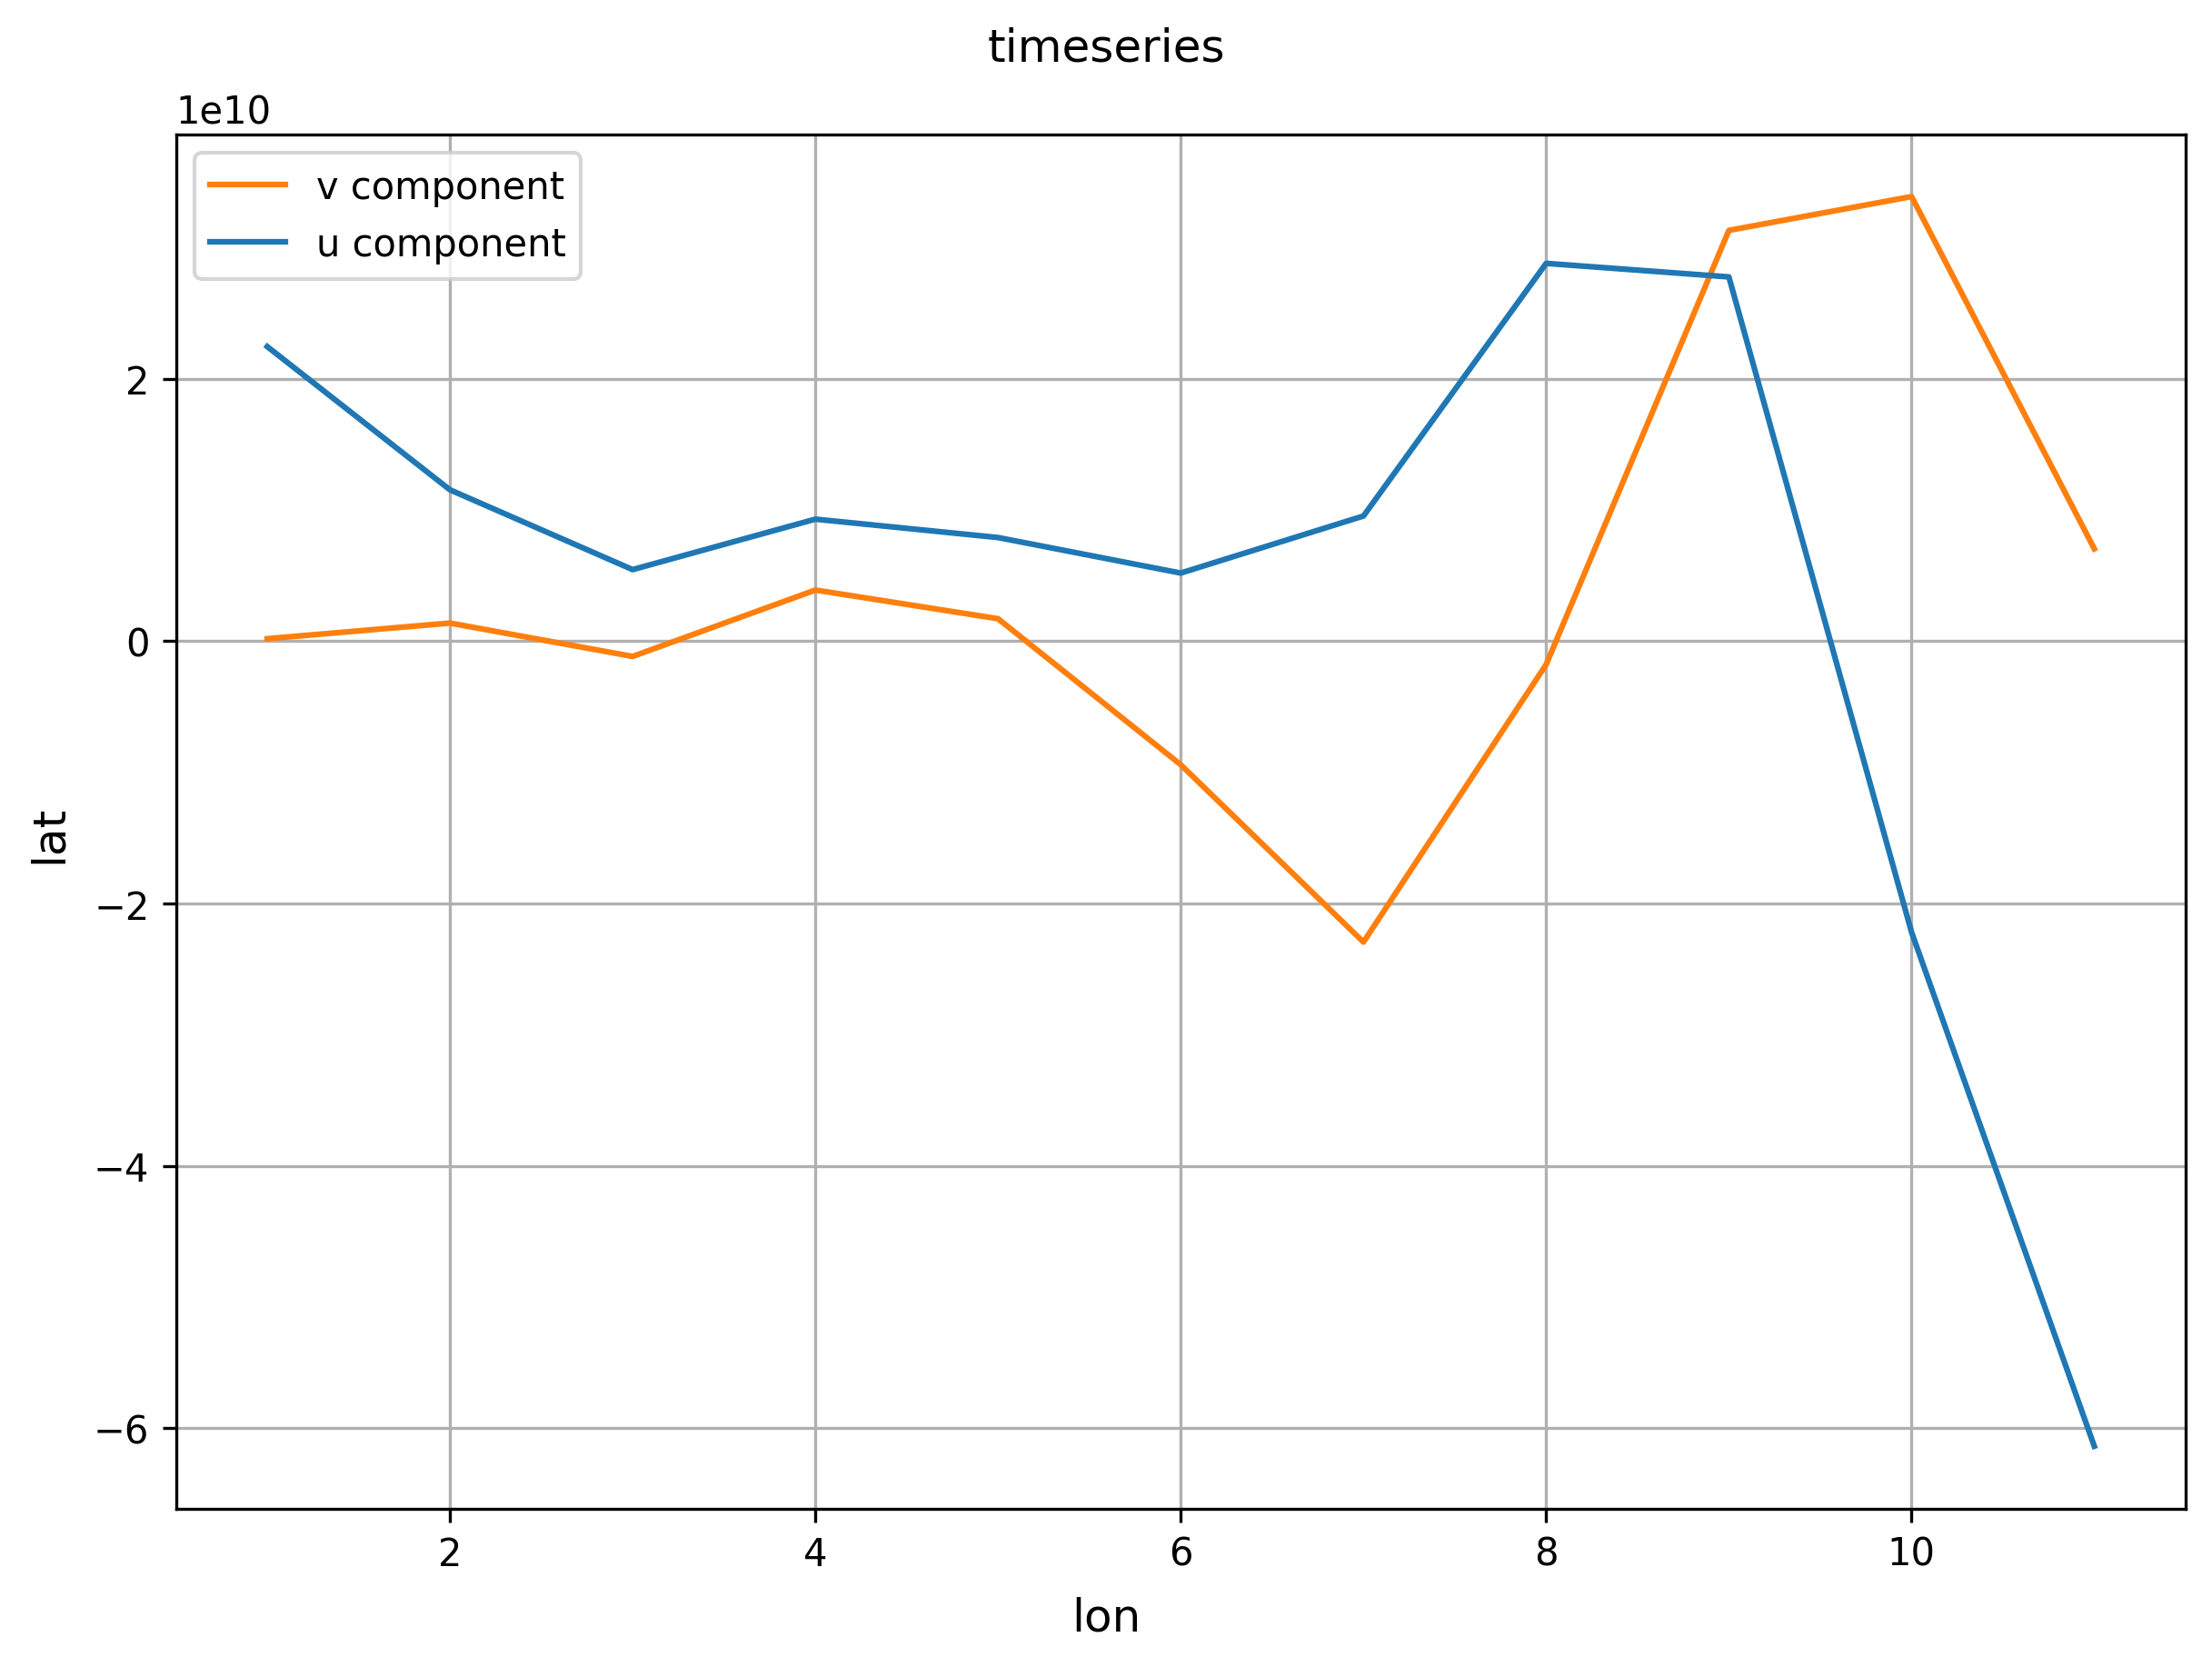 timeseries
1e10
v component
u component
2
0
−2
−4
−6
lat
2 4 6 8 10
lon